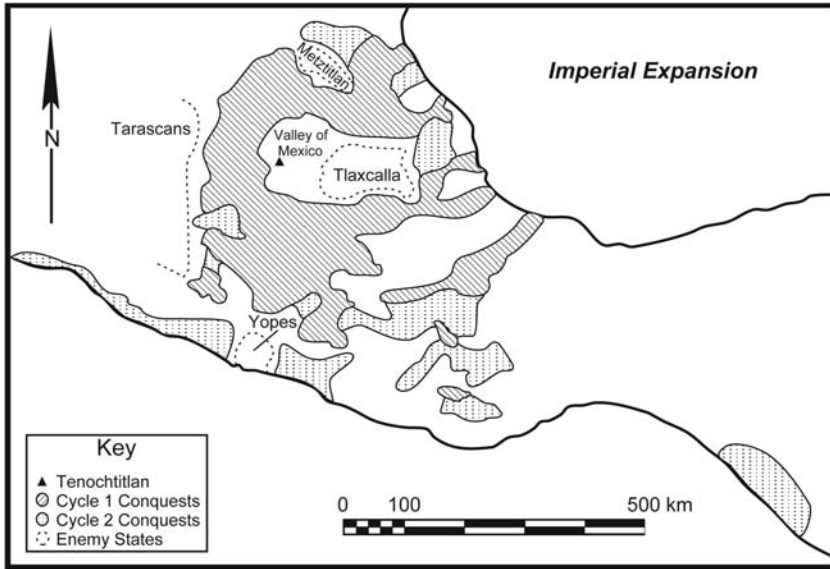 Imperial Expansion
Metztitlan
N
Tarascans
Valley of
Mexico
Tlaxcalla
Yopes
Key
Tenochtitlan
Cycle 1 Conquests
Cycle 2 Conquests
Enemy States
0 100 500 km